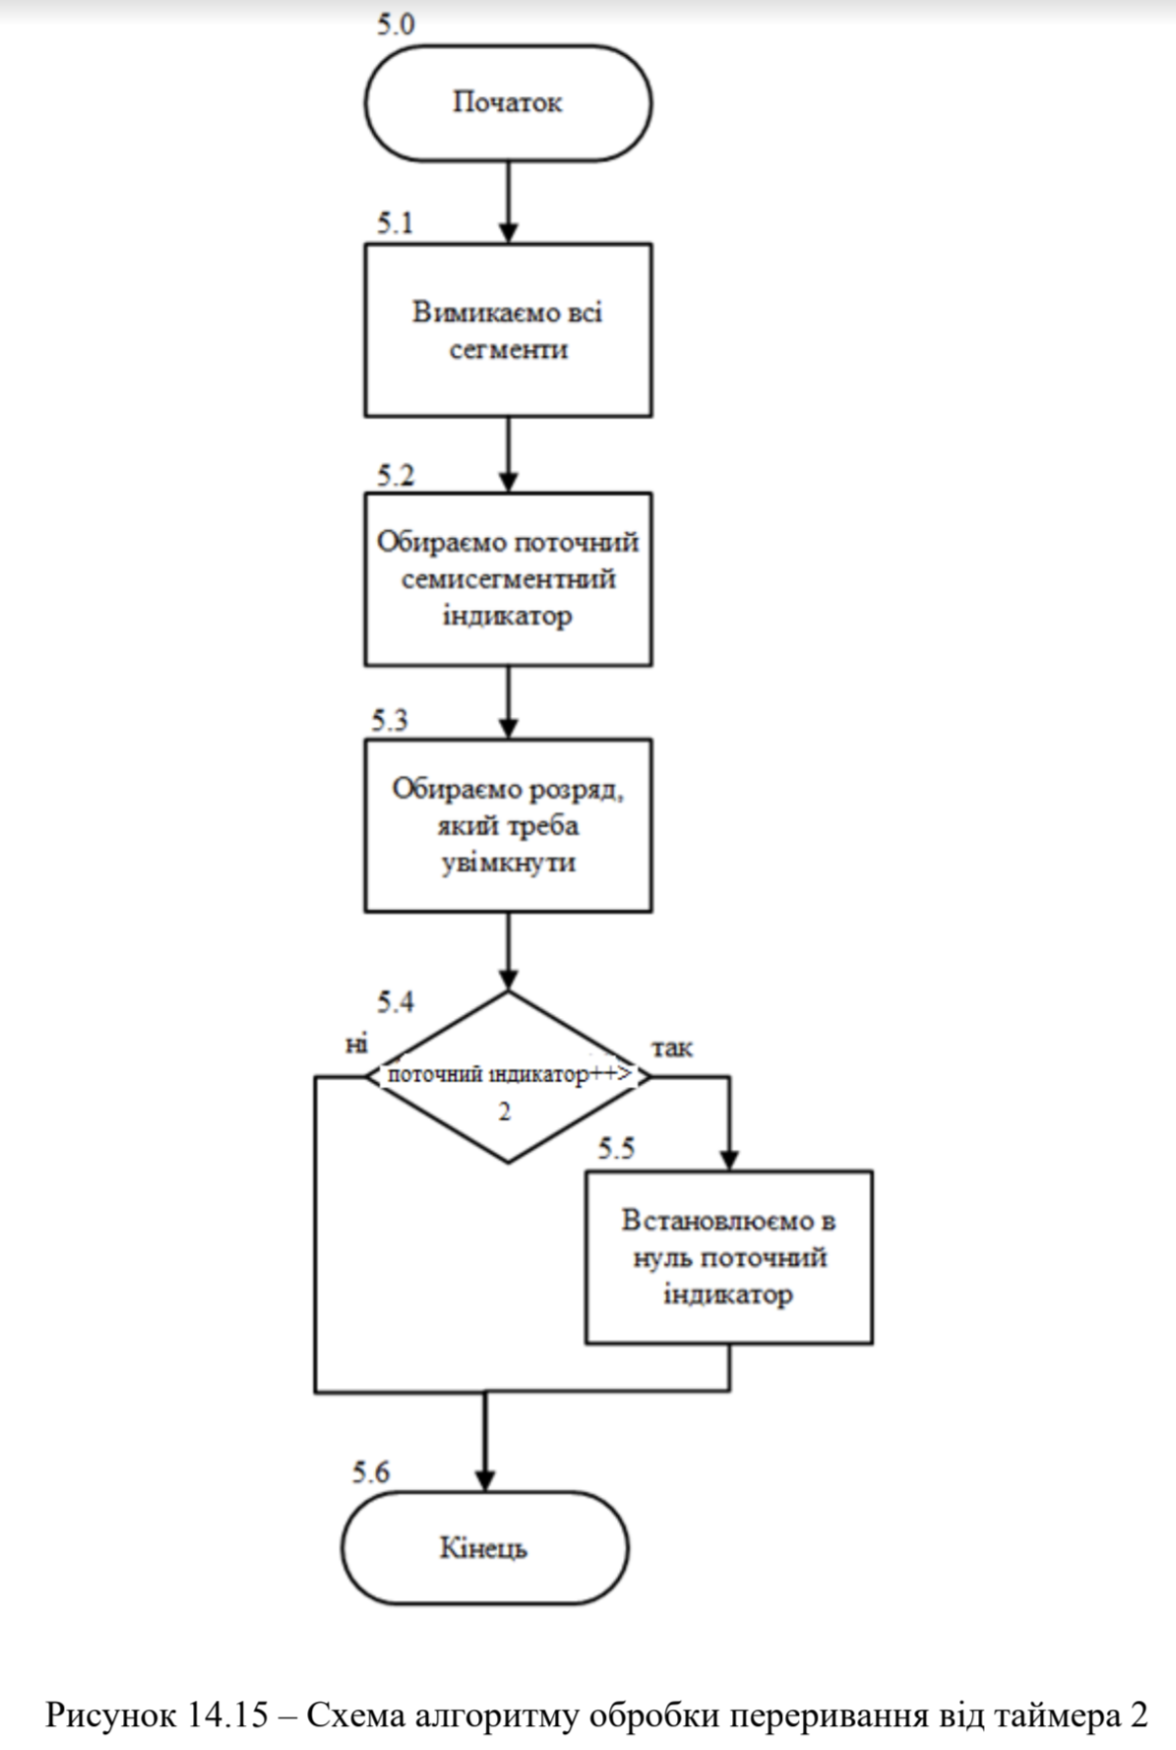 5.0
Початок
5.1
Вимикаємо всі
сегменти
5.2
Обираємо поточний
семисегментний
індикатор
5.3
Обираємо розряд,
який треба
увімкнути
5.4
ні
так
поточний індикатор++>
2
5.5
Встановлюємо в
нуль поточний
індикатор
5.6
Кінець
Рисунок 14.15 – Схема алгоритму обробки переривання від таймера 2